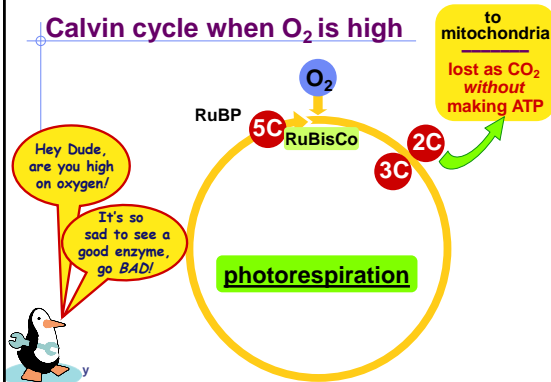 Calvin cycle when O₂ is high
to
mitochondria
lost as CO₂
without
making ATP
O₂
RuBP
5C
RuBisCo
2C
3C
Hey Dude,
are you high
on oxygen!
It's so
sad to see a
good enzyme,
go BAD!
photorespiration
y